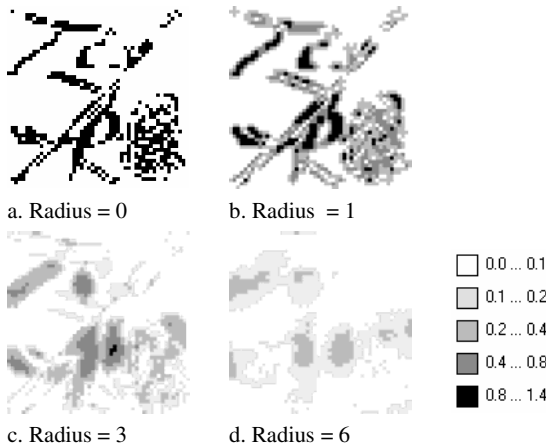 a. Radius = 0
b. Radius = 1
0.0 ... 0.1
0.1 ... 0.2
0.2 ... 0.4
0.4 ... 0.8
0.8 ... 1.4
c. Radius = 3
d. Radius = 6